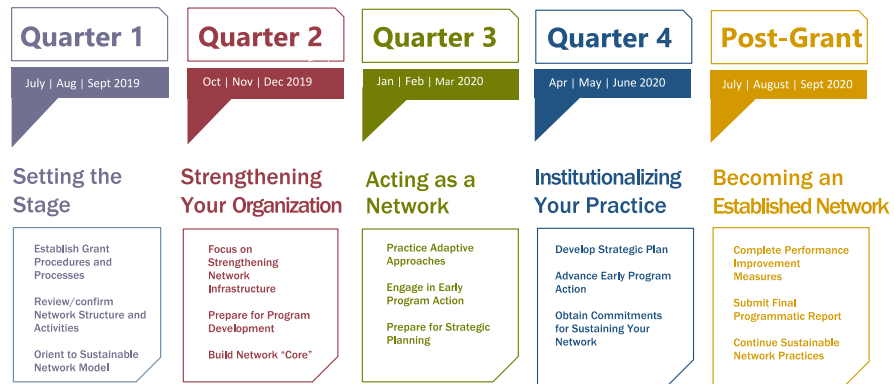 Quarter 1
July | Aug | Sept 2019
Setting the
Stage
Establish Grant
Procedures and
Processes
Review/confirm
Network Structure and
Activities
Orient to Sustainable
Network Model
Quarter 2
Oct | Nov | Dec 2019
Strengthening
Your Organization
Focus on
Strengthening
Network
Infrastructure
Prepare for Program
Development
Build Network “Core”
Quarter 3
Jan | Feb | Mar 2020
Acting as a
Network
Practice Adaptive
Approaches
Engage in Early
Program Action
Prepare for Strategic
Planning
Quarter 4
Apr | May | June 2020
Institutionalizing
Your Practice
Develop Strategic Plan
Advance Early Program
Action
Obtain Commitments
for Sustaining Your
Network
Post-Grant
July | August | Sept 2020
Becoming an
Established Network
Complete Performance
Improvement
Measures
Submit Final
Programmatic Report
Continue Sustainable
Network Practices